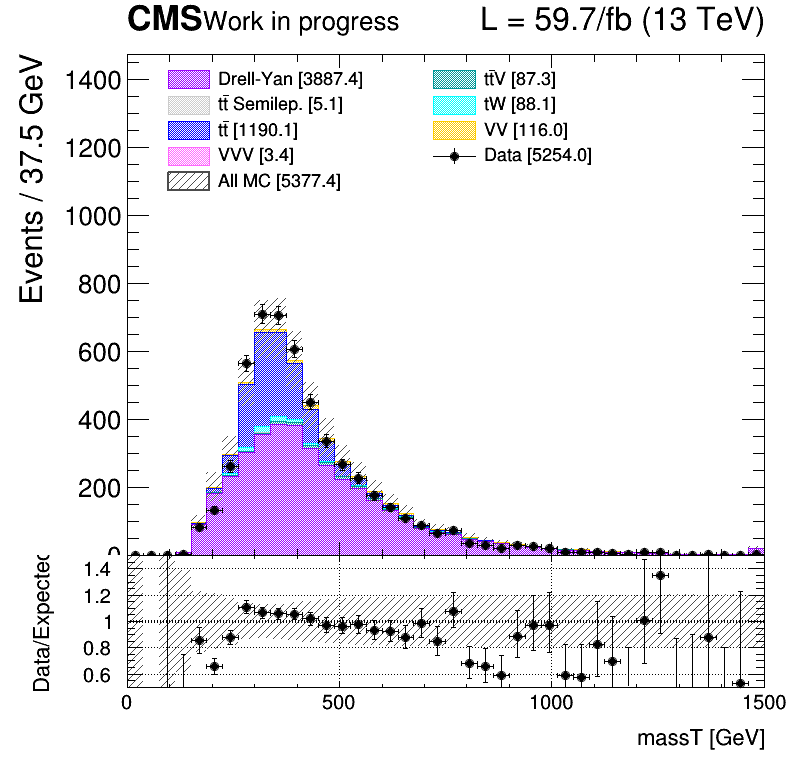 CMS Work in progress L = 59.7/fb (13 TeV)
Events / 37.5 GeV
1400
1200
1000
800
600
400
200
0
Drell-Yan [3887.4]
tt̄V [87.3]
tt̄ Semilep. [5.1]
tW [88.1]
tt̄ [1190.1]
VV [116.0]
VVV [3.4]
Data [5254.0]
All MC [5377.4]
Data/Expected
1.4
1.2
1
0.8
0.6
0 500 1000 1500
massT [GeV]